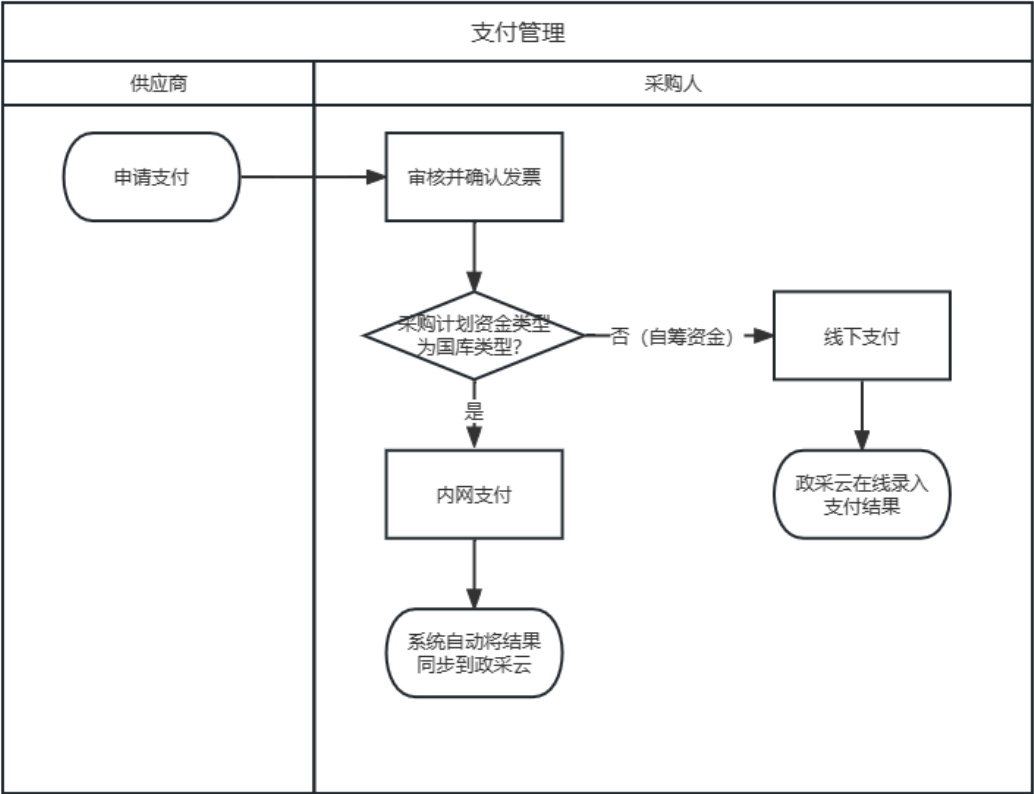 支付管理
供应商
采购人
申请支付
审核并确认发票
采购计划资金类型
为国库类型?
否（自筹资金）
线下支付
是
内网支付
政采云在线录入
支付结果
系统自动将结果
同步到政采云